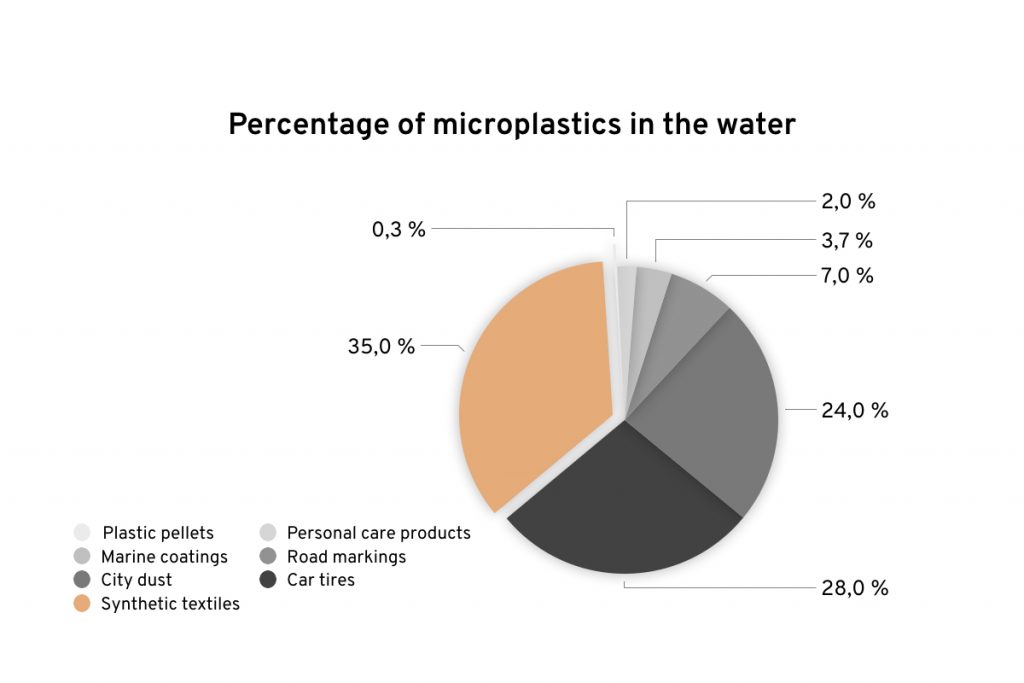 Percentage of microplastics in the water
2,0 %
0,3 %
3,7 %
7,0 %
35,0 %
24,0 %
28,0 %
Plastic pellets
Personal care products
Marine coatings
Road markings
City dust
Car tires
Synthetic textiles